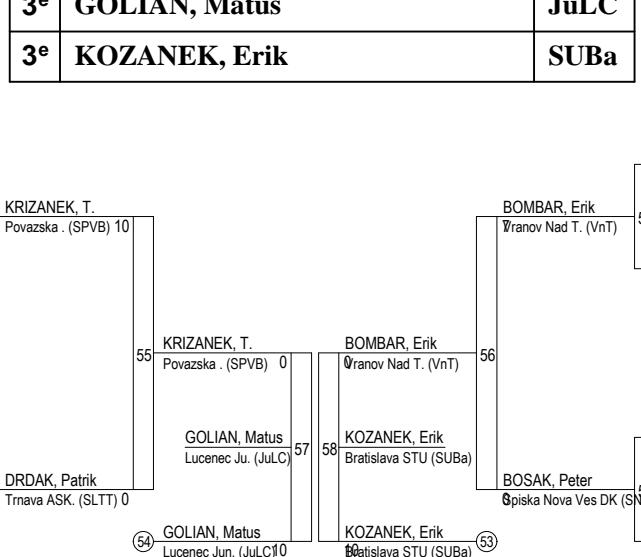 3e GOLIAN, Matus JuLC
3e KOZANEK, Erik SUBa
KRIZANEK, T.
Povazska . (SPVB) 10
BOMBAR, Erik
Vranov Nad T. (VnT)
55
KRIZANEK, T.
Povazska . (SPVB) 0
BOMBAR, Erik
Vranov Nad T. (VnT)
56
GOLIAN, Matus
Lucenec Ju. (JuLC)
57
58
KOZANEK, Erik
Bratislava STU (SUBa)
DRDAK, Patrik
Trnava ASK. (SLTT) 0
BOSAK, Peter
Spiska Nova Ves DK (SN
54
GOLIAN, Matus
Lucenec Jun. (JuLC) 10
KOZANEK, Erik
Bratislava STU (SUBa)
53